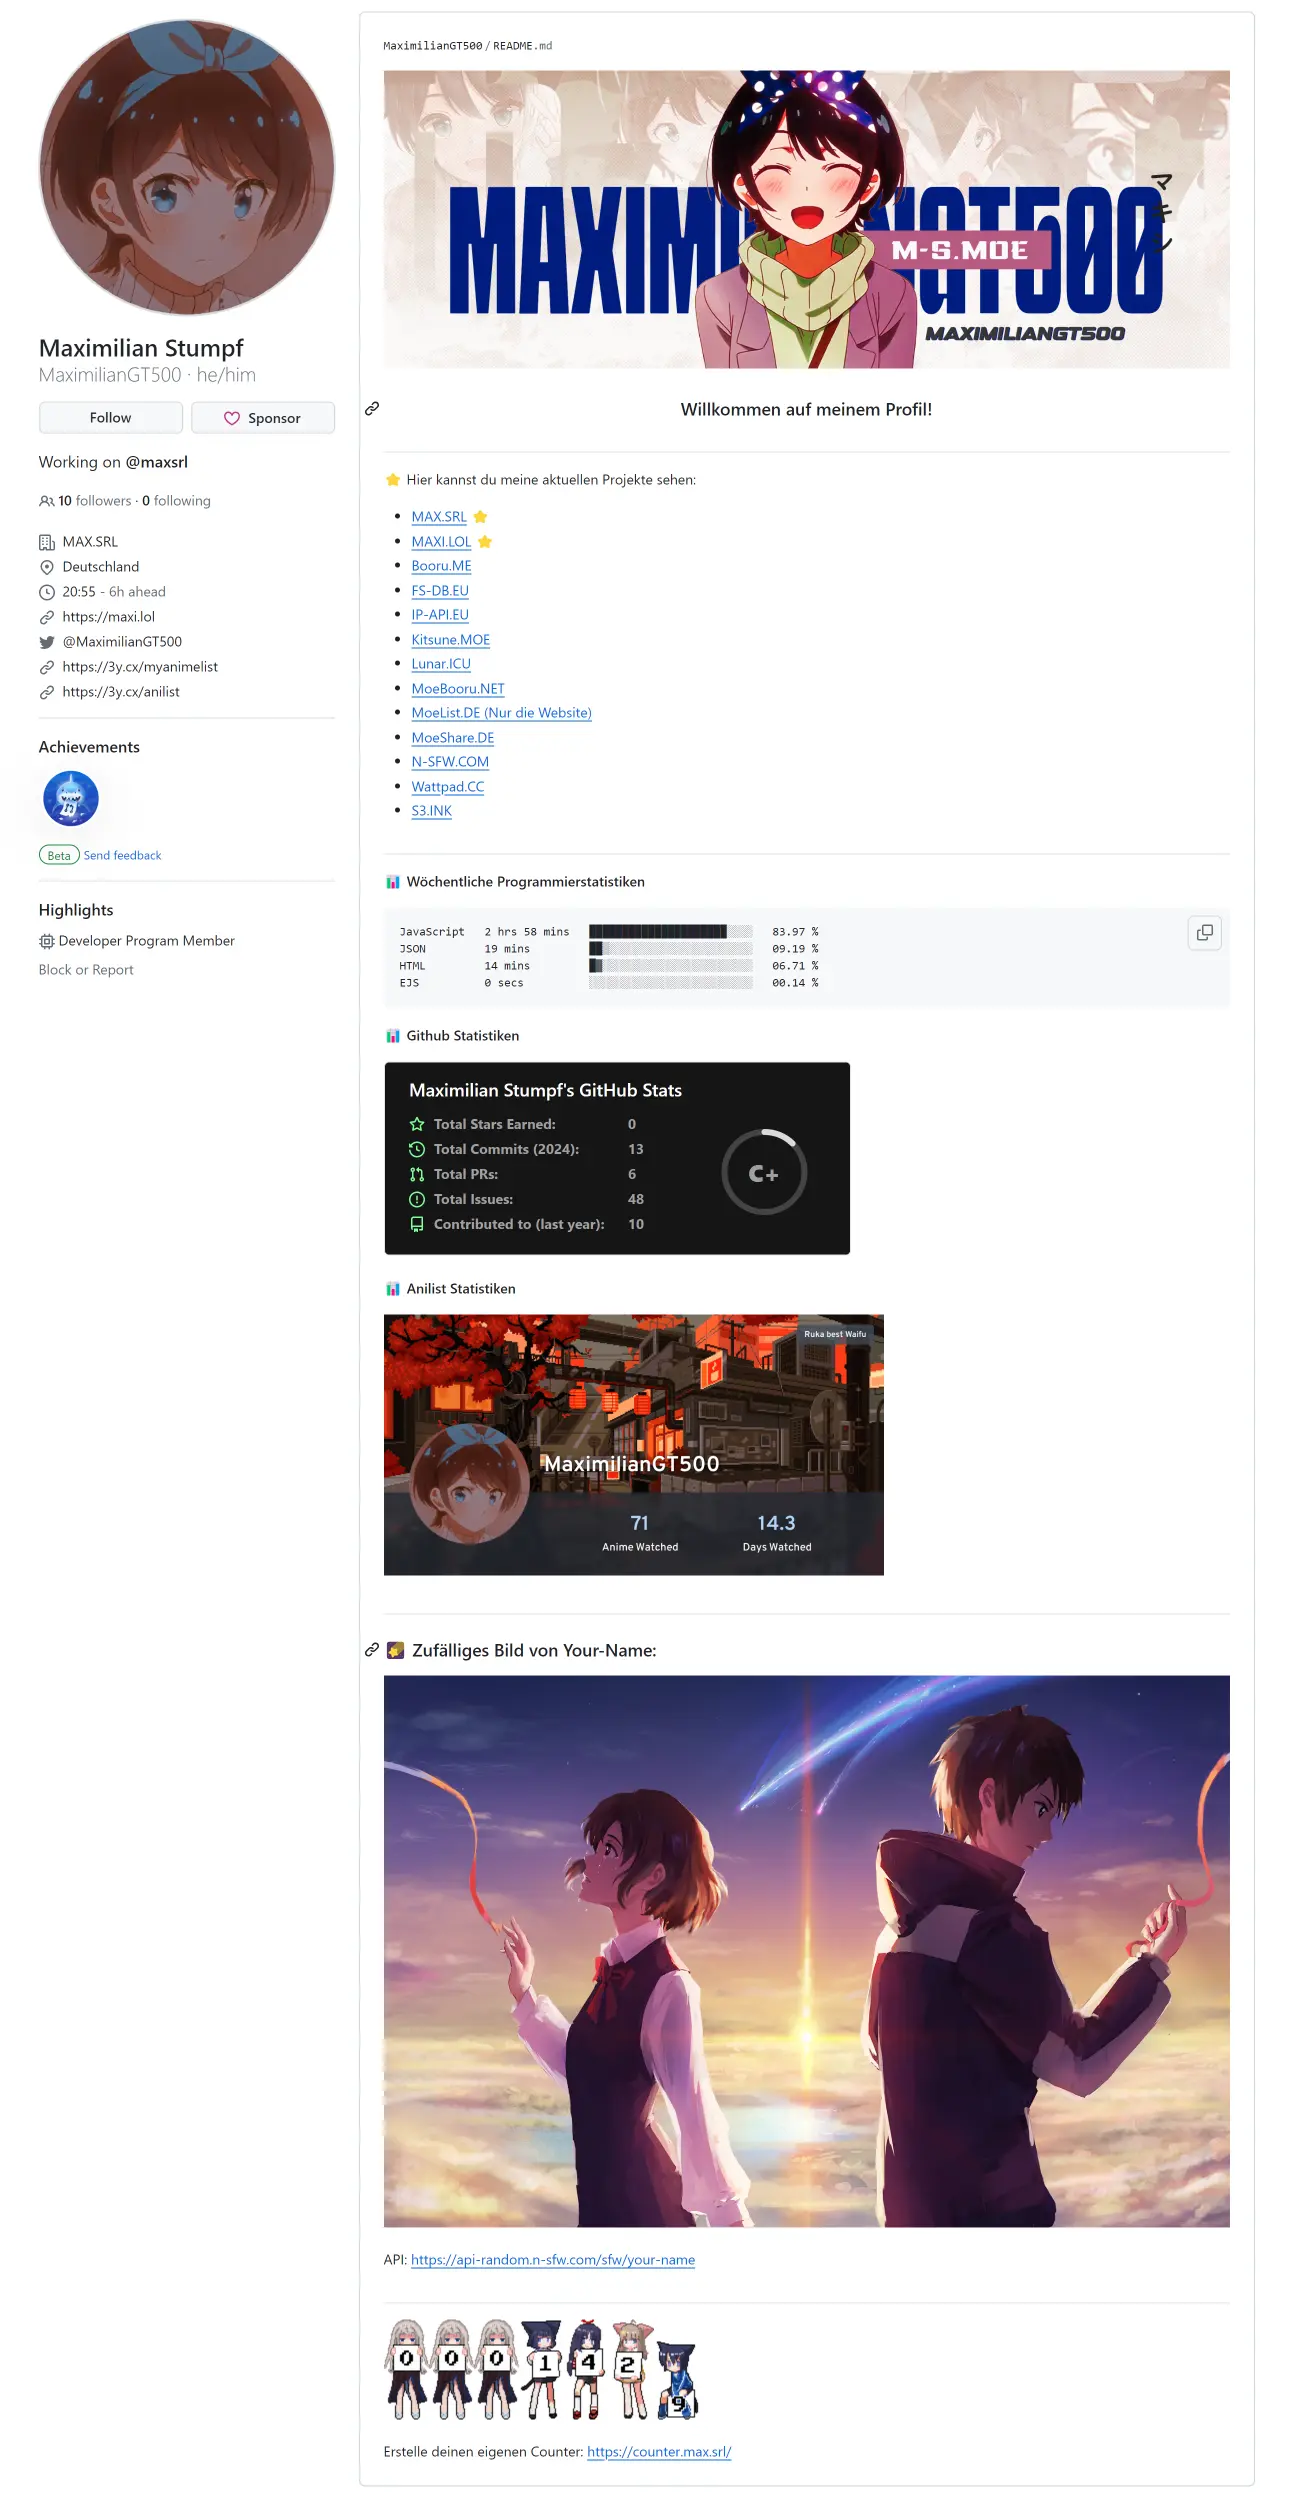 Maximilian Stumpf
MaximilianGT500 · he/him
Follow
Sponsor
Working on @maxsrl
10 followers · 0 following
MAX.SRL
Deutschland
20:55 - 6h ahead
https://maxi.lol
@MaximilianGT500
https://3y.cx/myanimelist
https://3y.cx/anilist
Achievements
Beta Send feedback
Highlights
Developer Program Member
Block or Report
MaximilianGT500/README.md
マキシ
M-S.MOE
MAXIMILIANGT500
Willkommen auf meinem Profil!
Hier kannst du meine aktuellen Projekte sehen:
MAX.SRL
MAXI.LOL
Booru.ME
FS-DB.EU
IP-API.EU
Kitsune.MOE
Lunar.ICU
MoeBooru.NET
MoeList.DE (Nur die Website)
MoeShare.DE
N-SFW.COM
Wattpad.CC
S3.INK
Wöchentliche Programmierstatistiken
JavaScript 2 hrs 58 mins 83.97 %
JSON 19 mins 09.19 %
HTML 14 mins 06.71 %
EJS 0 secs 00.14 %
Github Statistiken
Maximilian Stumpf's GitHub Stats
Total Stars Earned: 0
Total Commits (2024): 13
Total PRs: 6
Total Issues: 48
Contributed to (last year): 10
C+
Anilist Statistiken
Ruka best Waifu
MaximilianGT500
71 14.3
Anime Watched Days Watched
Zufälliges Bild von Your-Name:
API: https://api-random.n-sfw.com/sfw/your-name
0 0 0 1 4 2 9
Erstelle deinen eigenen Counter: https://counter.max.srl/